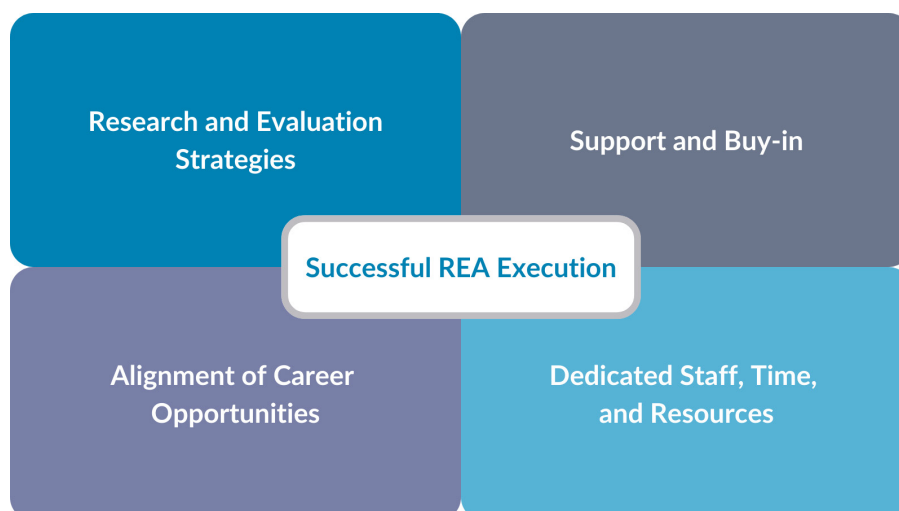 Research and Evaluation
Strategies
Support and Buy-in
Successful REA Execution
Alignment of Career
Opportunities
Dedicated Staff, Time,
and Resources